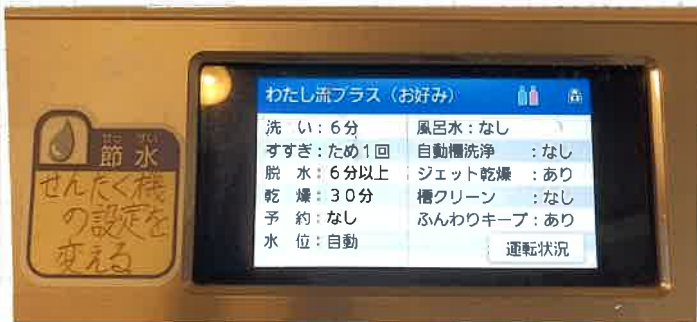 節水
せっ すい
せんたく機
の設定を
変える
わたし流プラス（お好み）
洗い：6分
すすぎ：ため1回
脱水：6分以上
乾燥：30分
予約：なし
水位：自動
風呂水：なし
自動槽洗浄：なし
ジェット乾燥：あり
槽クリーン：なし
ふんわりキープ：あり
運転状況